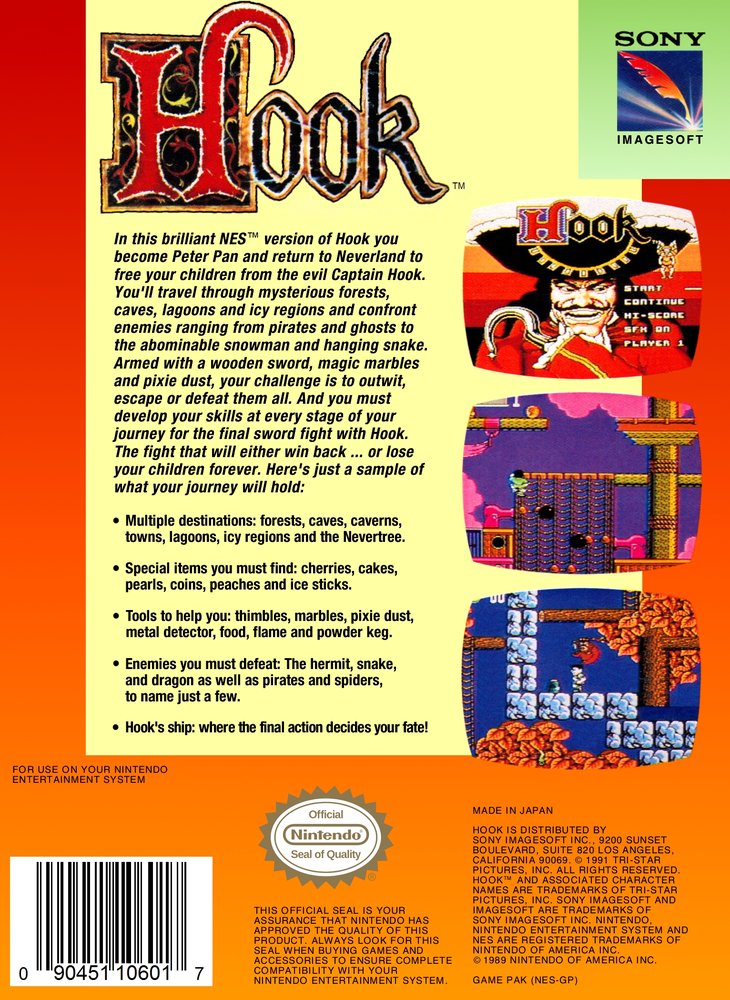 Hook™
SONY
IMAGESOFT
In this brilliant NES™ version of Hook you
become Peter Pan and return to Neverland to
free your children from the evil Captain Hook.
You'll travel through mysterious forests,
caves, lagoons and icy regions and confront
enemies ranging from pirates and ghosts to
the abominable snowman and hanging snake.
Armed with a wooden sword, magic marbles
and pixie dust, your challenge is to outwit,
escape or defeat them all. And you must
develop your skills at every stage of your
journey for the final sword fight with Hook.
The fight that will either win back ... or lose
your children forever. Here's just a sample of
what your journey will hold:
• Multiple destinations: forests, caves, caverns,
towns, lagoons, icy regions and the Nevertree.
• Special items you must find: cherries, cakes,
pearls, coins, peaches and ice sticks.
• Tools to help you: thimbles, marbles, pixie dust,
metal detector, food, flame and powder keg.
• Enemies you must defeat: The hermit, snake,
and dragon as well as pirates and spiders,
to name just a few.
• Hook's ship: where the final action decides your fate!
Hook
START
CONTINUE
HI-SCORE
SFX ON
PLAYER 1
FOR USE ON YOUR NINTENDO
ENTERTAINMENT SYSTEM
0 90451 10601 7
Official
Nintendo®
Seal of Quality
®
THIS OFFICIAL SEAL IS YOUR
ASSURANCE THAT NINTENDO HAS
APPROVED THE QUALITY OF THIS
PRODUCT. ALWAYS LOOK FOR THIS
SEAL WHEN BUYING GAMES AND
ACCESSORIES TO ENSURE COMPLETE
COMPATIBILITY WITH YOUR
NINTENDO ENTERTAINMENT SYSTEM.
MADE IN JAPAN
HOOK IS DISTRIBUTED BY
SONY IMAGESOFT INC., 9200 SUNSET
BOULEVARD, SUITE 820 LOS ANGELES,
CALIFORNIA 90069. © 1991 TRI-STAR
PICTURES, INC. ALL RIGHTS RESERVED.
HOOK™ AND ASSOCIATED CHARACTER
NAMES ARE TRADEMARKS OF TRI-STAR
PICTURES, INC. SONY IMAGESOFT AND
IMAGESOFT ARE TRADEMARKS OF
SONY IMAGESOFT INC. NINTENDO,
NINTENDO ENTERTAINMENT SYSTEM AND
NES ARE REGISTERED TRADEMARKS OF
NINTENDO OF AMERICA INC.
© 1989 NINTENDO OF AMERICA INC.
GAME PAK (NES-GP)